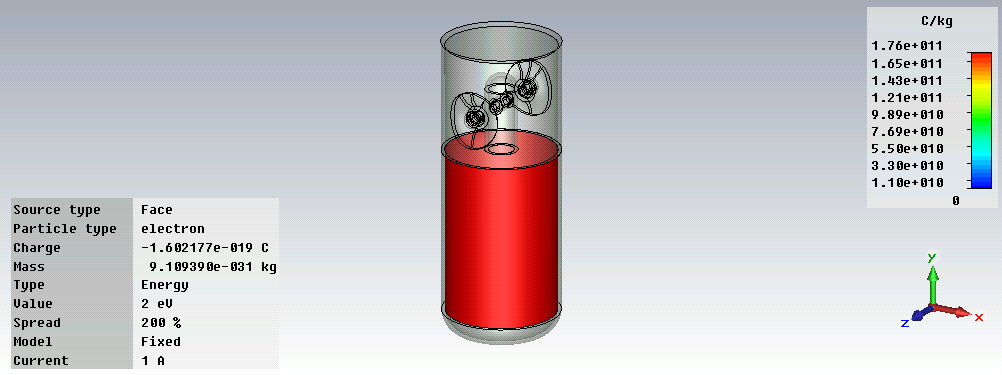 C/kg
1.76e+011
1.65e+011
1.43e+011
1.21e+011
9.89e+010
7.69e+010
5.50e+010
3.30e+010
1.10e+010
0
Source type Face
Particle type electron
Charge -1.602177e-019 C
Mass 9.109390e-031 kg
Type Energy
Value 2 eV
Spread 200 %
Model Fixed
Current 1 A
y
z x